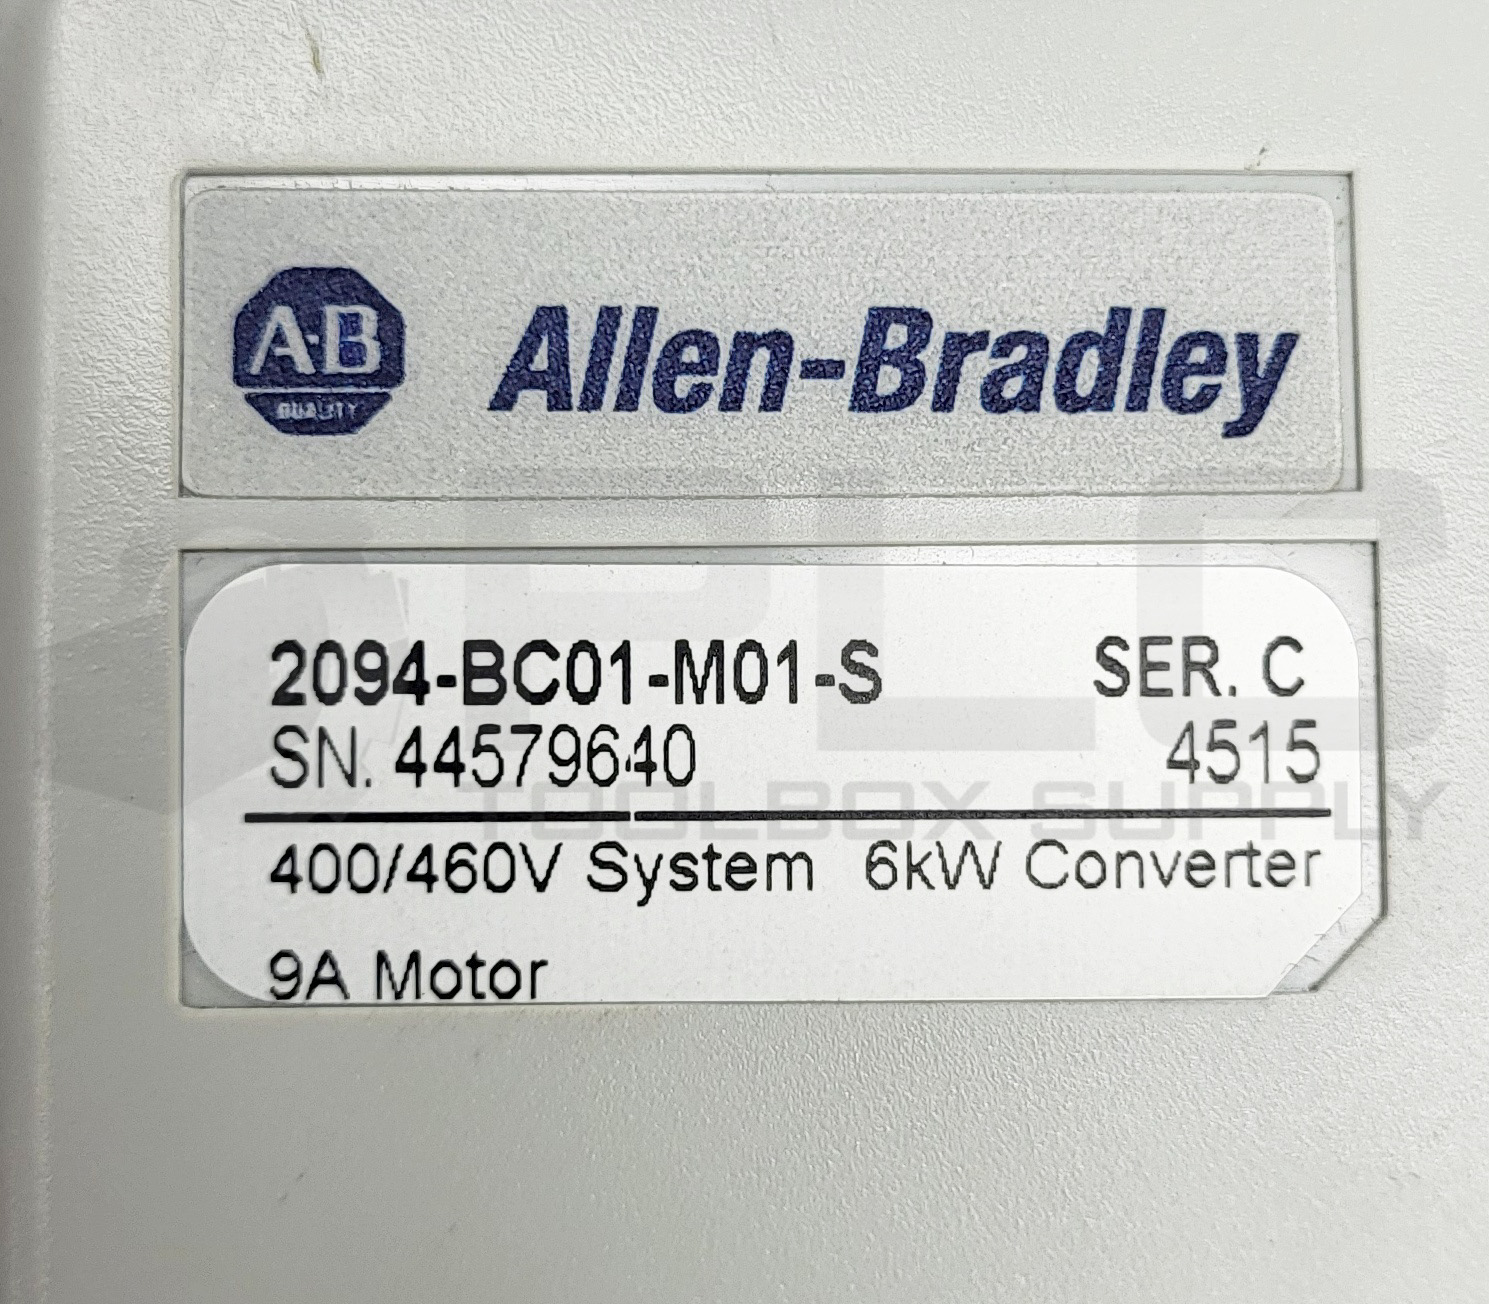 A-B
QUALITY
Allen-Bradley
2094-BC01-M01-S SER. C
SN. 44579640 4515
400/460V System 6kW Converter
9A Motor
PLC
TOOLBOX SUPPLY